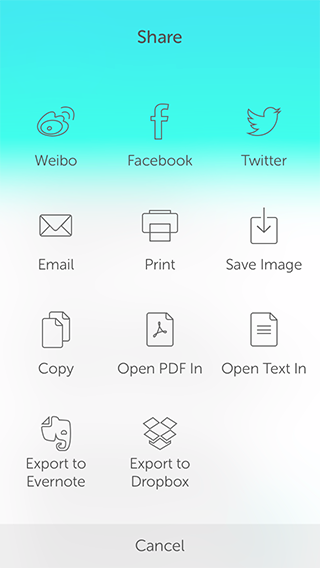 Share
Weibo
Facebook
Twitter
Email
Print
Save Image
Copy
Open PDF In
Open Text In
Export to
Evernote
Export to
Dropbox
Cancel